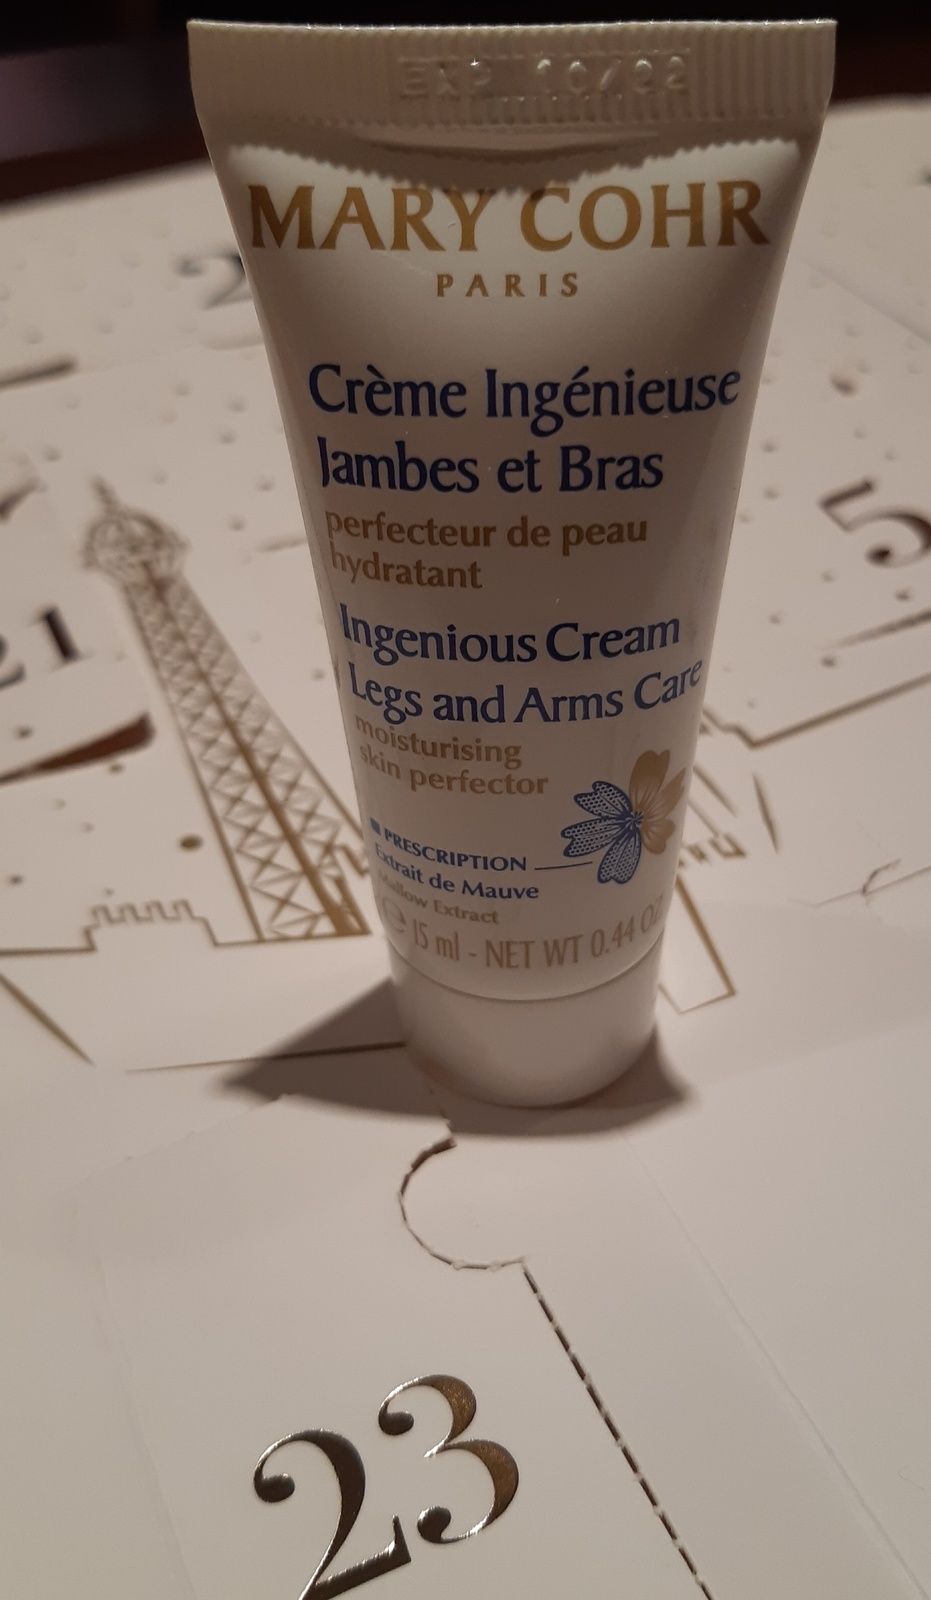 EXP 10/22
MARY COHR
PARIS
Crème Ingénieuse
Jambes et Bras
perfecteur de peau
hydratant
Ingenious Cream
Legs and Arms Care
moisturising
skin perfector
PRESCRIPTION
Extrait de Mauve
Mallow Extract
℮ 15 ml - NET WT 0.44 OZ.
21
5
23